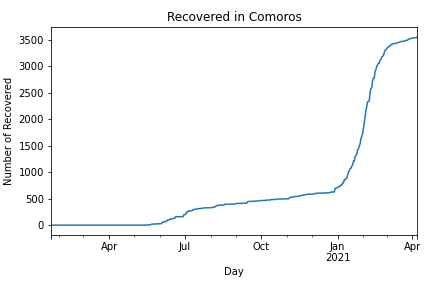 Recovered in Comoros
Number of Recovered
3500
3000
2500
2000
1500
1000
500
0
Apr
Jul
Oct
Jan
2021
Apr
Day